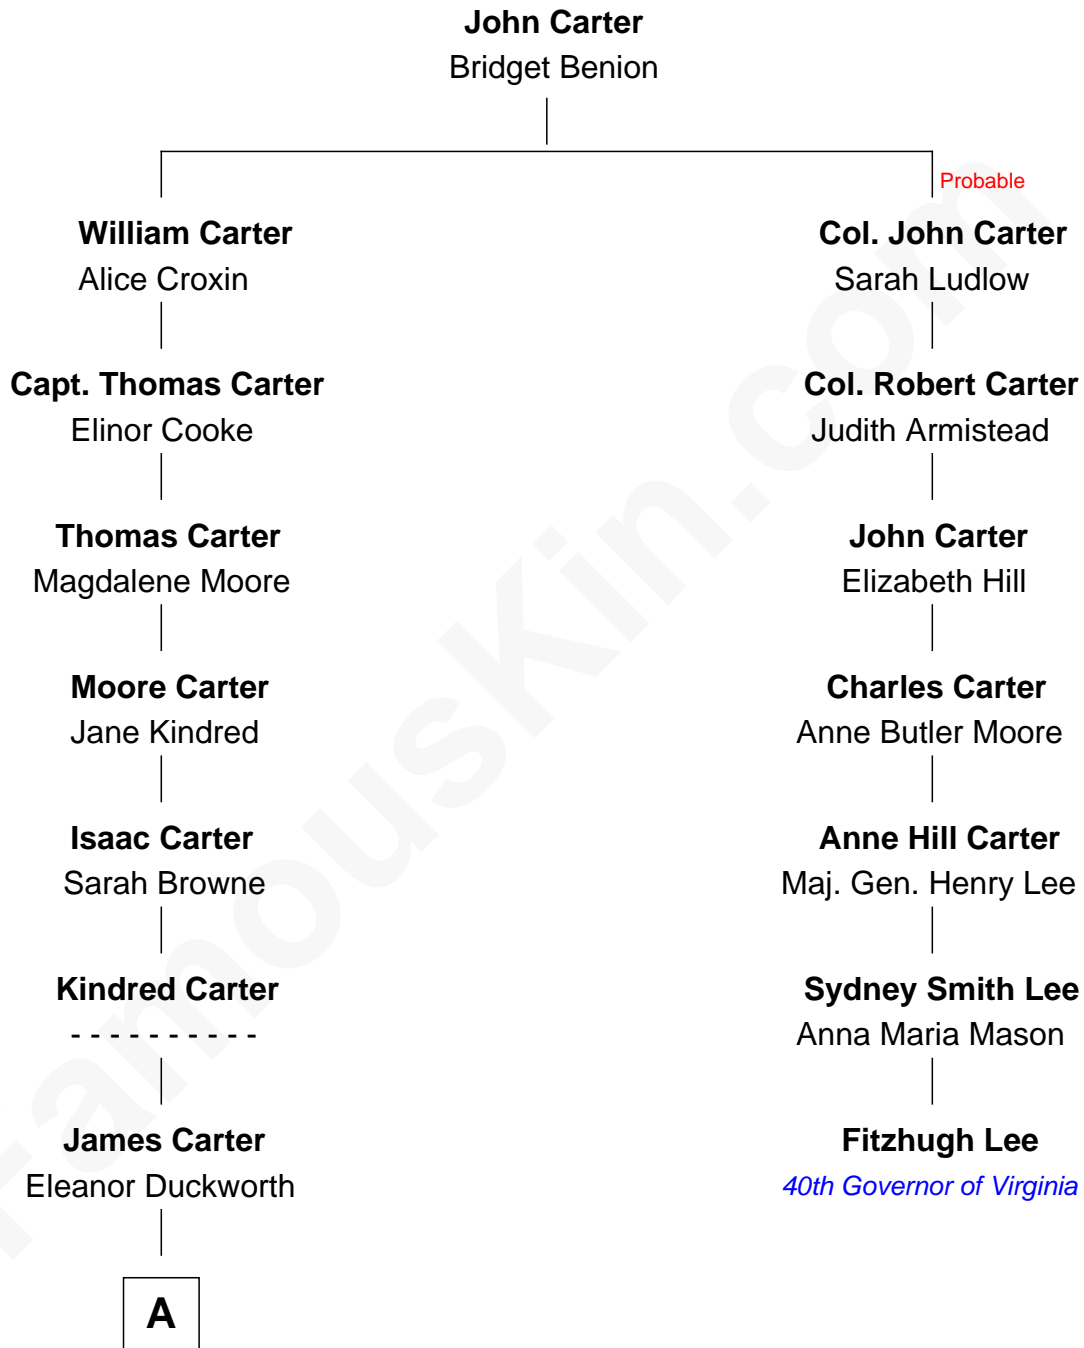 John Carter
Bridget Benion
Probable
William Carter
Alice Croxin
Col. John Carter
Sarah Ludlow
Capt. Thomas Carter
Elinor Cooke
Col. Robert Carter
Judith Armistead
Thomas Carter
Magdalene Moore
John Carter
Elizabeth Hill
Moore Carter
Jane Kindred
Charles Carter
Anne Butler Moore
Isaac Carter
Sarah Browne
Anne Hill Carter
Maj. Gen. Henry Lee
Kindred Carter
- - - - - - - - - -
Sydney Smith Lee
Anna Maria Mason
James Carter
Eleanor Duckworth
Fitzhugh Lee
40th Governor of Virginia
A
FamousKin.com